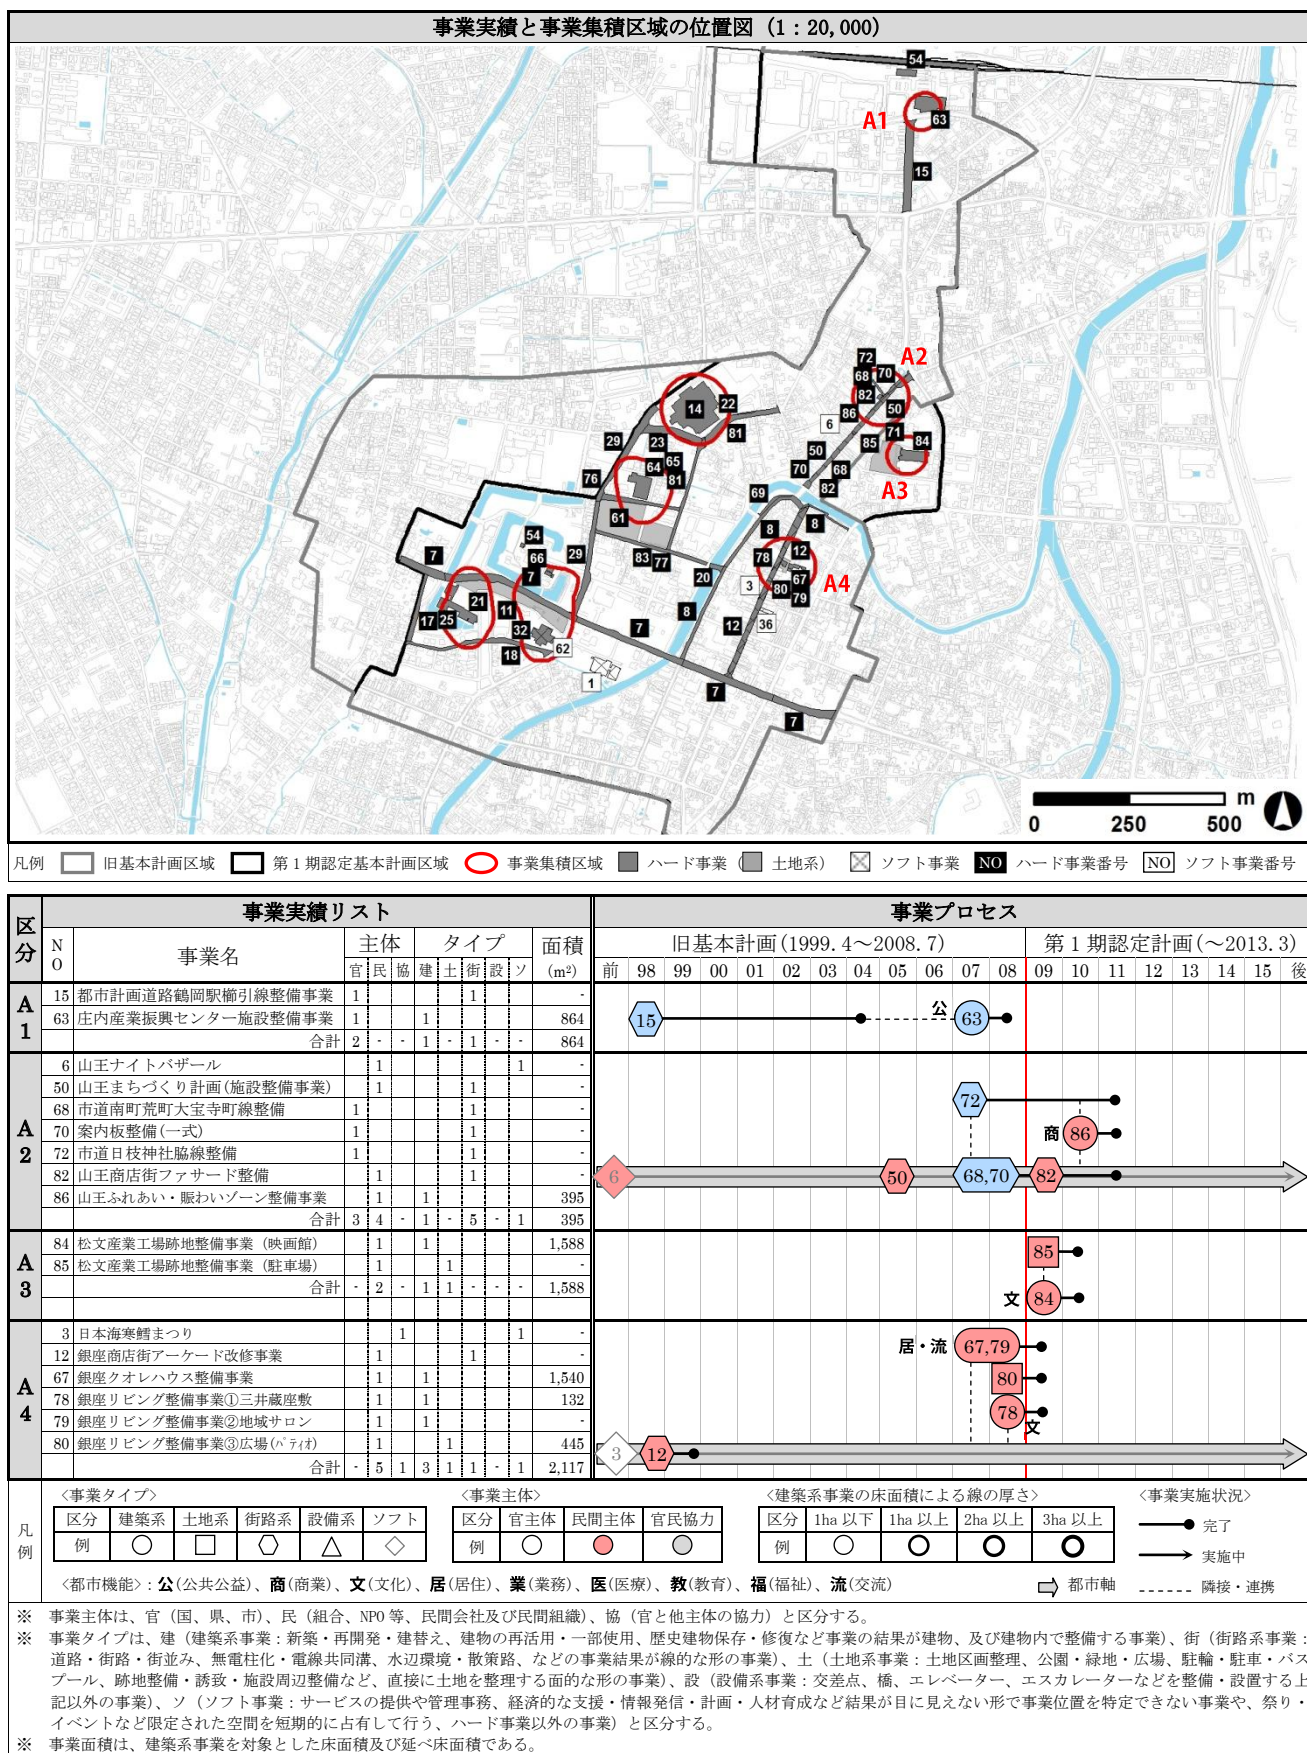 事業実績と事業集積区域の位置図（1：20,000）
54
A1
63
15
72
A2
68
70
82
86
50
6
71
14
22
81
29
23
85
84
50
65
64
70
68
A3
76
81
69
82
61
8
8
54
12
7
66
29
83
77
78
7
20
67
3
80
A4
21
79
11
8
17
25
36
32
7
12
62
18
1
7
7
m
0 250 500
凡例 旧基本計画区域 第1期認定基本計画区域 事業集積区域 ハード事業（ 土地系） ソフト事業 NO ハード事業番号 NO ソフト事業番号
区分 事業実績リスト 事業プロセス
NO 事業名 主体 タイプ 面積(m²) 旧基本計画(1999.4～2008.7) 第1期認定計画(～2013.3)
官 民 協 建 土 街 設 ソ 前 98 99 00 01 02 03 04 05 06 07 08 09 10 11 12 13 14 15 後
A1
15 都市計画道路鶴岡駅櫛引線整備事業 1 1 -
63 庄内産業振興センター施設整備事業 1 1 864
合計 2 - - 1 - 1 - - 864
15 公 63
A2
6 山王ナイトバザール 1 1 -
50 山王まちづくり計画(施設整備事業) 1 1 -
68 市道南町荒町大宝寺町線整備 1 1 -
70 案内板整備(一式) 1 1 -
72 市道日枝神社脇線整備 1 1 -
82 山王商店街ファサード整備 1 1 -
86 山王ふれあい・賑わいゾーン整備事業 1 1 395
合計 3 4 - 1 - 5 - 1 395
72
商 86
6 50 68,70 82
A3
84 松文産業工場跡地整備事業（映画館） 1 1 1,588
85 松文産業工場跡地整備事業（駐車場） 1 1 -
合計 - 2 - 1 1 - - - 1,588
85
文 84
A4
3 日本海寒鱈まつり 1 1 -
12 銀座商店街アーケード改修事業 1 1 -
67 銀座クオレハウス整備事業 1 1 1,540
78 銀座リビング整備事業①三井蔵座敷 1 1 132
79 銀座リビング整備事業②地域サロン 1 1 -
80 銀座リビング整備事業③広場(ﾊﾟﾃｨｵ) 1 1 445
合計 - 5 1 3 1 1 - 1 2,117
居・流 67,79
80
78 文
3 12
凡例
〈事業タイプ〉 〈事業主体〉 〈建築系事業の床面積による線の厚さ〉 〈事業実施状況〉
区分 建築系 土地系 街路系 設備系 ソフト 区分 官主体 民間主体 官民協力 区分 1ha以下 1ha以上 2ha以上 3ha以上 完了
例 例 例 実施中
〈都市機能〉：公(公共公益)、商(商業)、文(文化)、居(居住)、業(業務)、医(医療)、教(教育)、福(福祉)、流(交流) 都市軸 隣接・連携
※ 事業主体は、官（国、県、市）、民（組合、NPO等、民間会社及び民間組織）、協（官と他主体の協力）と区分する。
※ 事業タイプは、建（建築系事業：新築・再開発・建替え、建物の再活用・一部使用、歴史建物保存・修復など事業の結果が建物、及び建物内で整備する事業）、街（街路系事業：
道路・街路・街並み、無電柱化・電線共同溝、水辺環境・散策路、などの事業結果が線的な形の事業）、土（土地系事業：土地区画整理、公園・緑地・広場、駐輪・駐車・バス
プール、跡地整備・誘致・施設周辺整備など、直接に土地を整理する面的な形の事業）、設（設備系事業：交差点、橋、エレベーター、エスカレーターなどを整備・設置する上
記以外の事業）、ソ（ソフト事業：サービスの提供や管理事務、経済的な支援・情報発信・計画・人材育成など結果が目に見えない形で事業位置を特定できない事業や、祭り・
イベントなど限定された空間を短期的に占有して行う、ハード事業以外の事業）と区分する。
※ 事業面積は、建築系事業を対象とした床面積及び延べ床面積である。